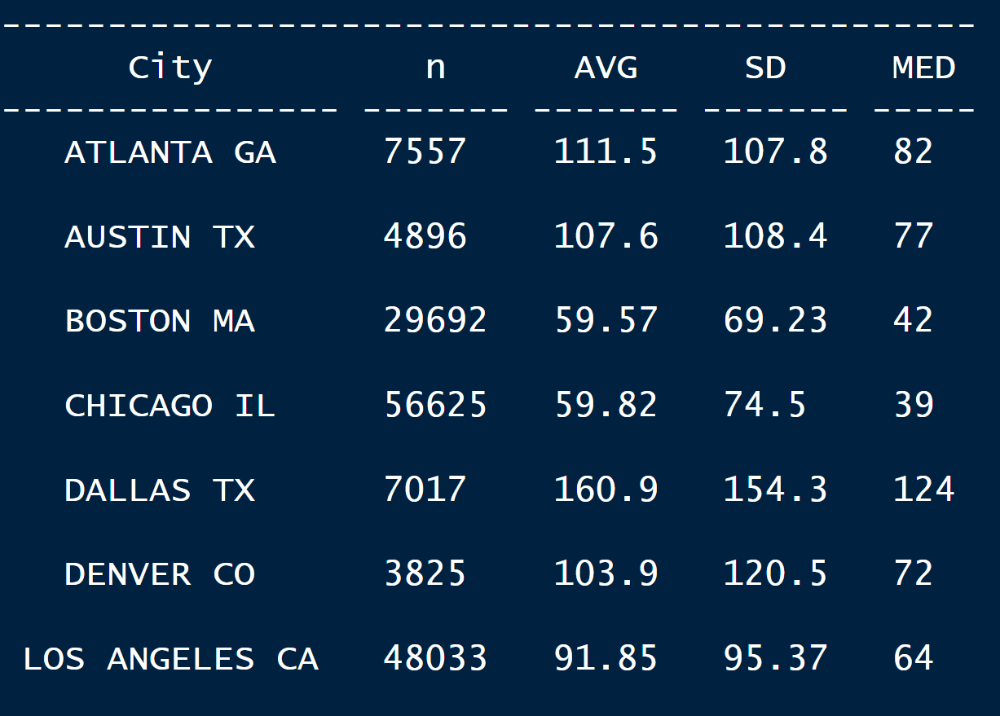 ----------------------------------------------
City n AVG SD MED
---------------- ------- ------- ------- -----
ATLANTA GA 7557 111.5 107.8 82
AUSTIN TX 4896 107.6 108.4 77
BOSTON MA 29692 59.57 69.23 42
CHICAGO IL 56625 59.82 74.5 39
DALLAS TX 7017 160.9 154.3 124
DENVER CO 3825 103.9 120.5 72
LOS ANGELES CA 48033 91.85 95.37 64